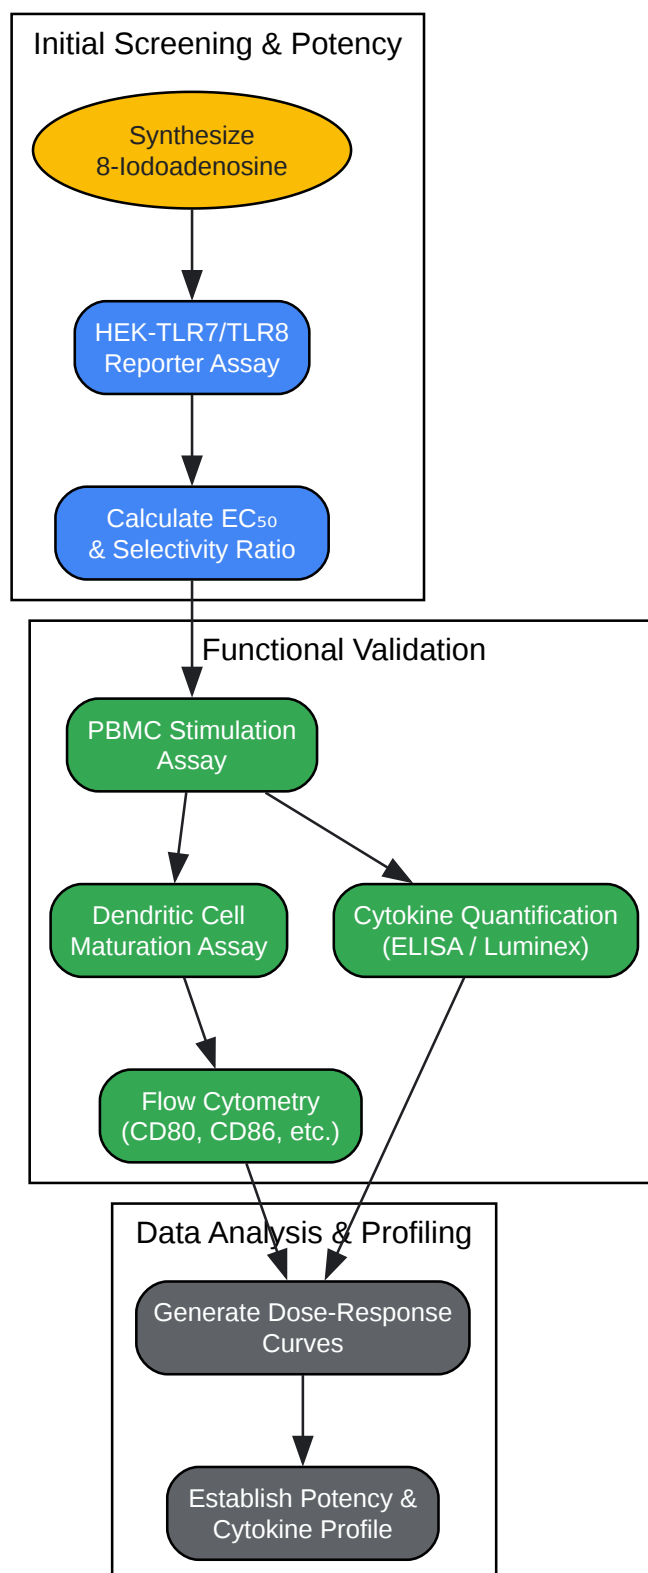 Initial Screening & Potency
Synthesize
8-Iodoadenosine
HEK-TLR7/TLR8
Reporter Assay
Calculate EC₅₀
& Selectivity Ratio
Functional Validation
PBMC Stimulation
Assay
Dendritic Cell
Maturation Assay
Cytokine Quantification
(ELISA / Luminex)
Flow Cytometry
(CD80, CD86, etc.)
Data Analysis & Profiling
Generate Dose-Response
Curves
Establish Potency &
Cytokine Profile